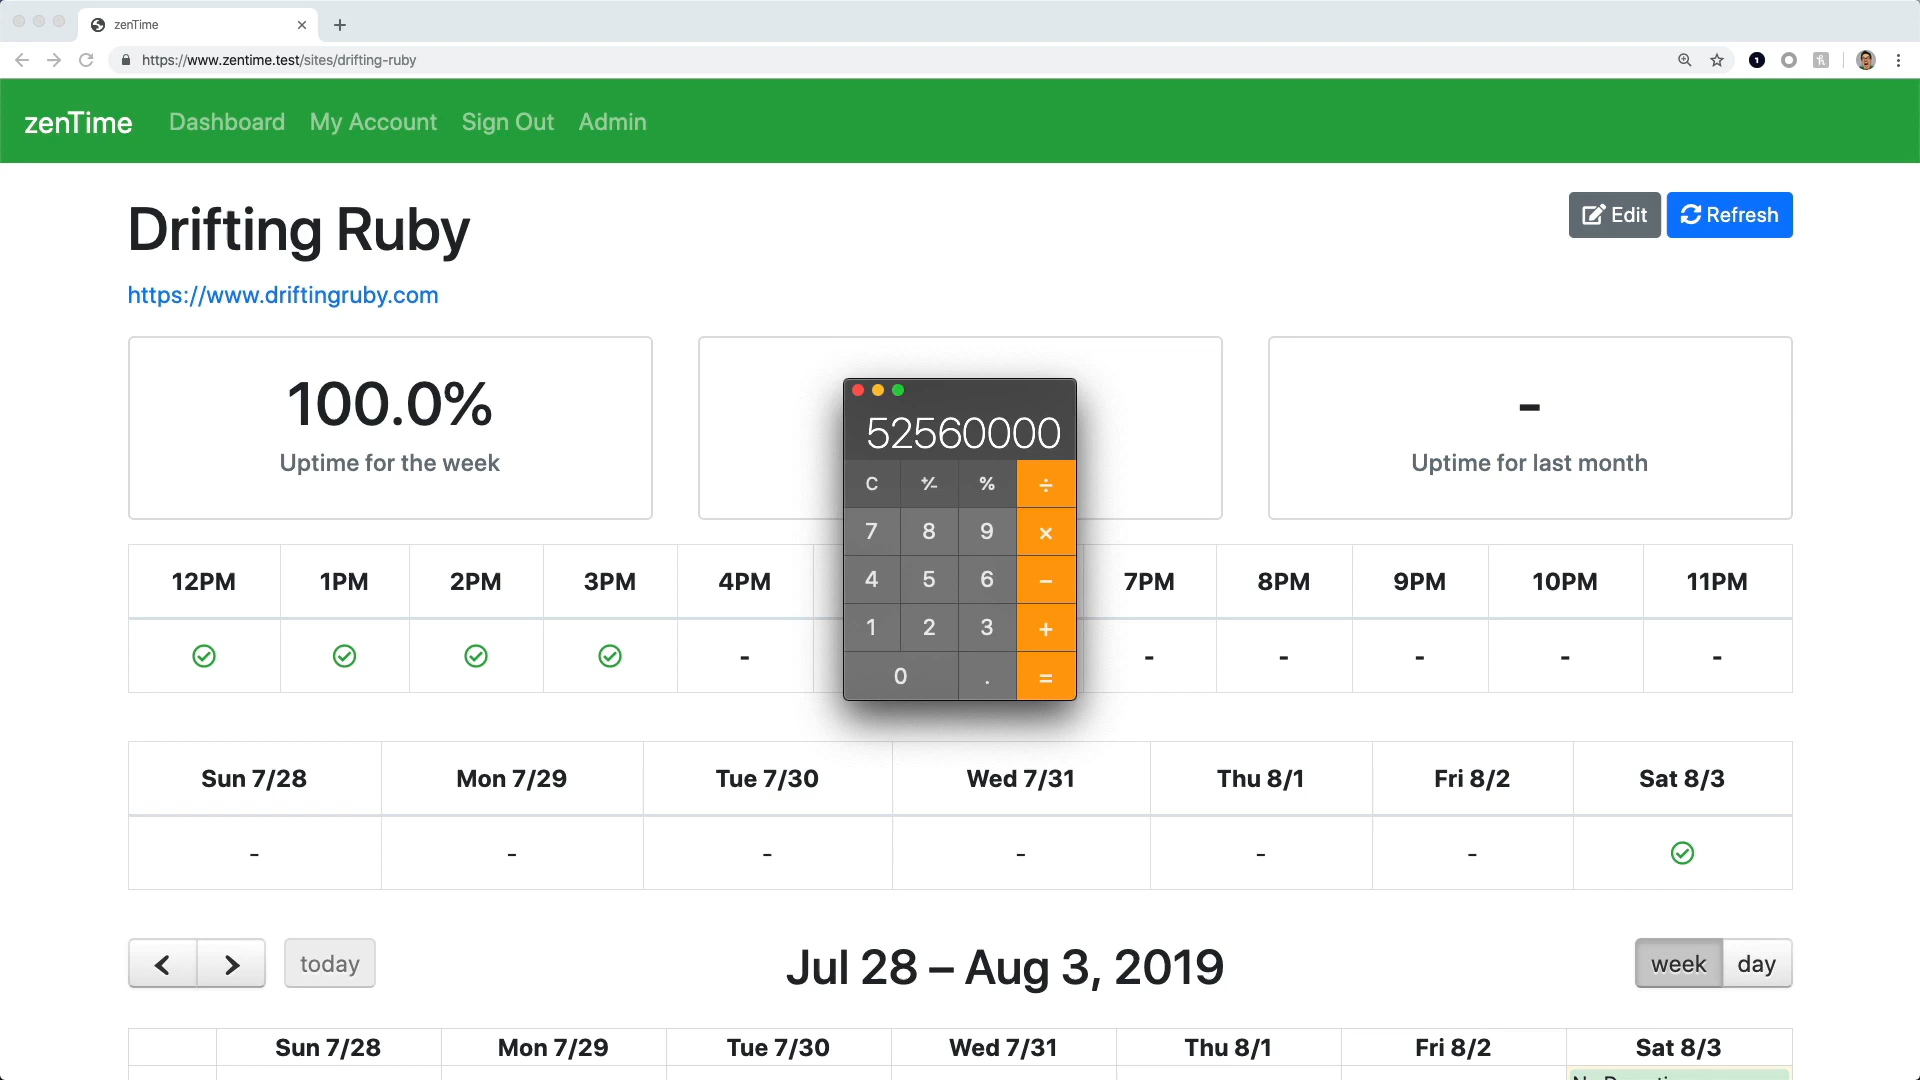 zenTime
https://www.zentime.test/sites/drifting-ruby
1
zenTime Dashboard My Account Sign Out Admin
Drifting Ruby
Edit Refresh
https://www.driftingruby.com
100.0%
Uptime for the week
-
Uptime for last month
52560000
C +⁄- % ÷
7 8 9 ×
4 5 6 −
1 2 3 +
0 . =
12PM 1PM 2PM 3PM 4PM 7PM 8PM 9PM 10PM 11PM
- - - - - -
Sun 7/28 Mon 7/29 Tue 7/30 Wed 7/31 Thu 8/1 Fri 8/2 Sat 8/3
- - - - - -
today
Jul 28 – Aug 3, 2019
week day
Sun 7/28 Mon 7/29 Tue 7/30 Wed 7/31 Thu 8/1 Fri 8/2 Sat 8/3